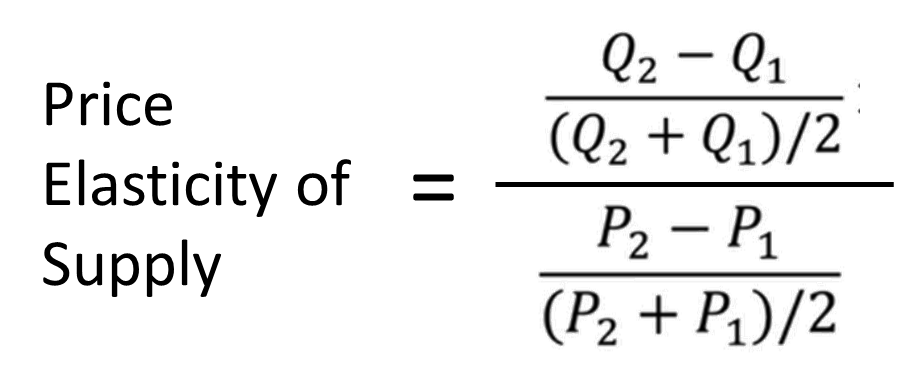 Price
Elasticity of
Supply
=
Q₂ − Q₁
(Q₂ + Q₁)/2
P₂ − P₁
(P₂ + P₁)/2